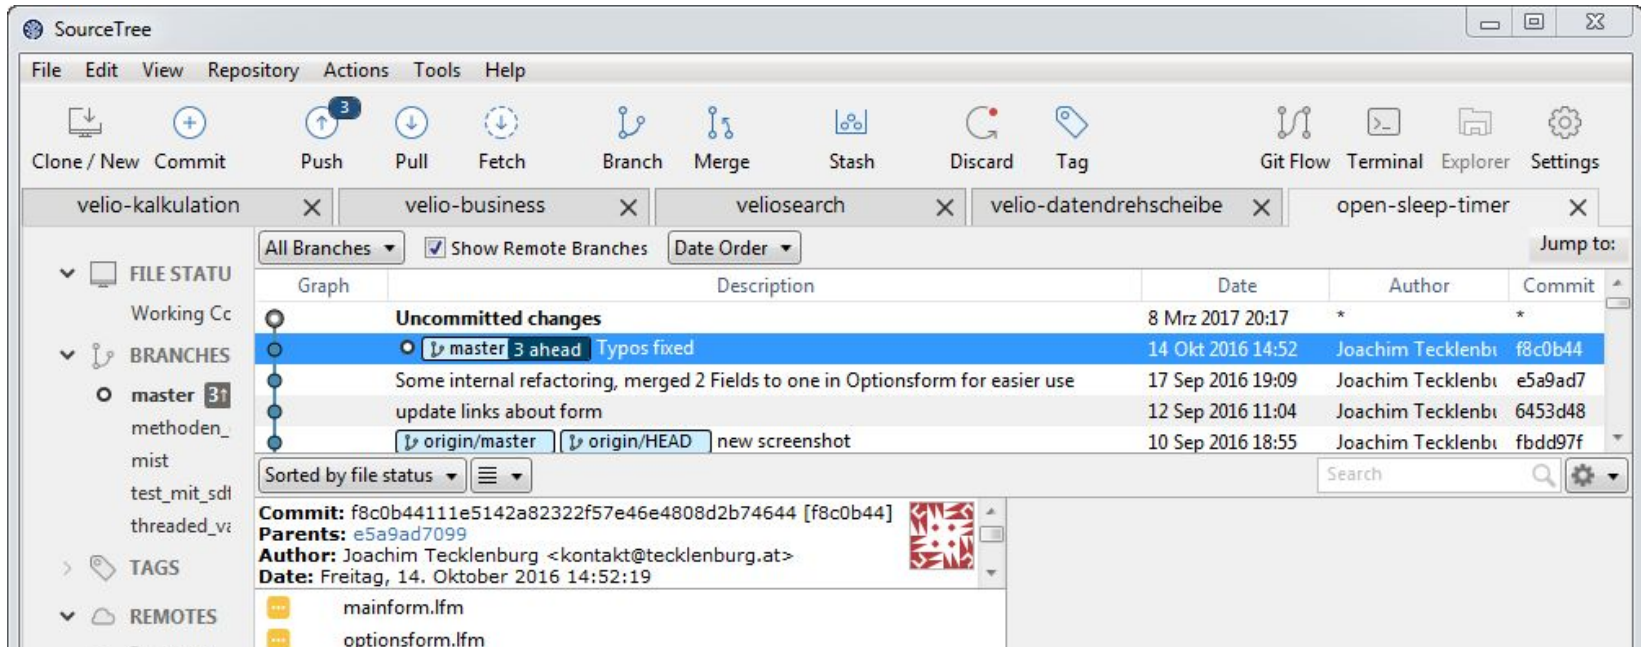 SourceTree
File Edit View Repository Actions Tools Help
3
Clone / New Commit Push Pull Fetch Branch Merge Stash Discard Tag Git Flow Terminal Explorer Settings
velio-kalkulation velio-business veliosearch velio-datendrehscheibe open-sleep-timer
All Branches Show Remote Branches Date Order Jump to:
FILE STATU
Working Cc
BRANCHES
master 3↑
methoden_
mist
test_mit_sdf
threaded_va
TAGS
REMOTES
Graph Description Date Author Commit
Uncommitted changes 8 Mrz 2017 20:17 * *
master 3 ahead Typos fixed 14 Okt 2016 14:52 Joachim Tecklenbu f8c0b44
Some internal refactoring, merged 2 Fields to one in Optionsform for easier use 17 Sep 2016 19:09 Joachim Tecklenbu e5a9ad7
update links about form 12 Sep 2016 11:04 Joachim Tecklenbu 6453d48
origin/master origin/HEAD new screenshot 10 Sep 2016 18:55 Joachim Tecklenbu fbdd97f
Sorted by file status Search
Commit: f8c0b44111e5142a82322f57e46e4808d2b74644 [f8c0b44]
Parents: e5a9ad7099
Author: Joachim Tecklenburg <kontakt@tecklenburg.at>
Date: Freitag, 14. Oktober 2016 14:52:19
mainform.lfm
optionsform.lfm